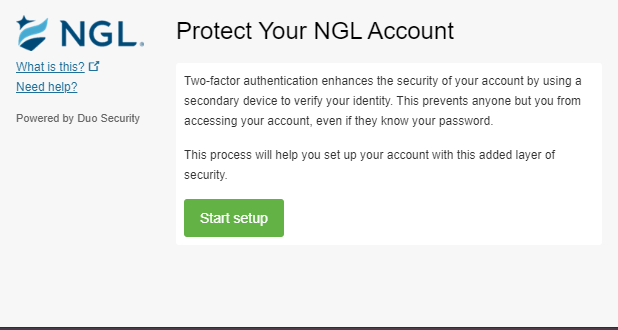 NGL.
Protect Your NGL Account
What is this?
Need help?
Powered by Duo Security
Two-factor authentication enhances the security of your account by using a
secondary device to verify your identity. This prevents anyone but you from
accessing your account, even if they know your password.
This process will help you set up your account with this added layer of
security.
Start setup